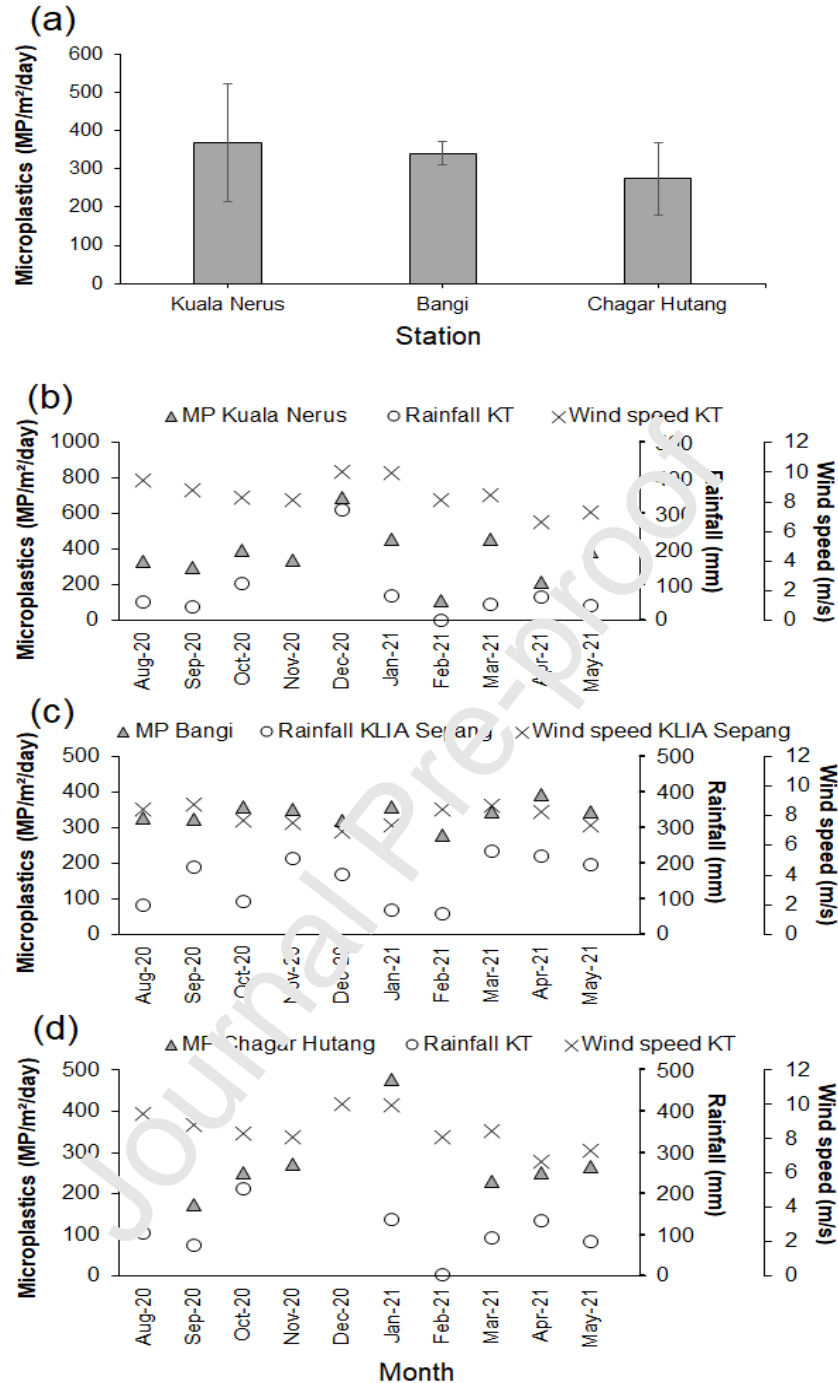 (a)
Microplastics (MP/m²/day)
600
500
400
300
200
100
0
Kuala Nerus Bangi Chagar Hutang
Station
(b)
MP Kuala Nerus Rainfall KT Wind speed KT
Microplastics (MP/m²/day)
1000
800
600
400
200
0
500
400
300
200
100
0
Rainfall (mm)
12
10
8
6
4
2
0
Wind speed (m/s)
Aug-20
Sep-20
Oct-20
Nov-20
Dec-20
Jan-21
Feb-21
Mar-21
Apr-21
May-21
(c)
MP Bangi Rainfall KLIA Sepang Wind speed KLIA Sepang
Microplastics (MP/m²/day)
500
400
300
200
100
0
500
400
300
200
100
0
Rainfall (mm)
12
10
8
6
4
2
0
Wind speed (m/s)
Aug-20
Sep-20
Oct-20
Nov-20
Dec-20
Jan-21
Feb-21
Mar-21
Apr-21
May-21
(d)
MP Chagar Hutang Rainfall KT Wind speed KT
Microplastics (MP/m²/day)
500
400
300
200
100
0
500
400
300
200
100
0
Rainfall (mm)
12
10
8
6
4
2
0
Wind speed (m/s)
Aug-20
Sep-20
Oct-20
Nov-20
Dec-20
Jan-21
Feb-21
Mar-21
Apr-21
May-21
Month
Journal Pre-proof